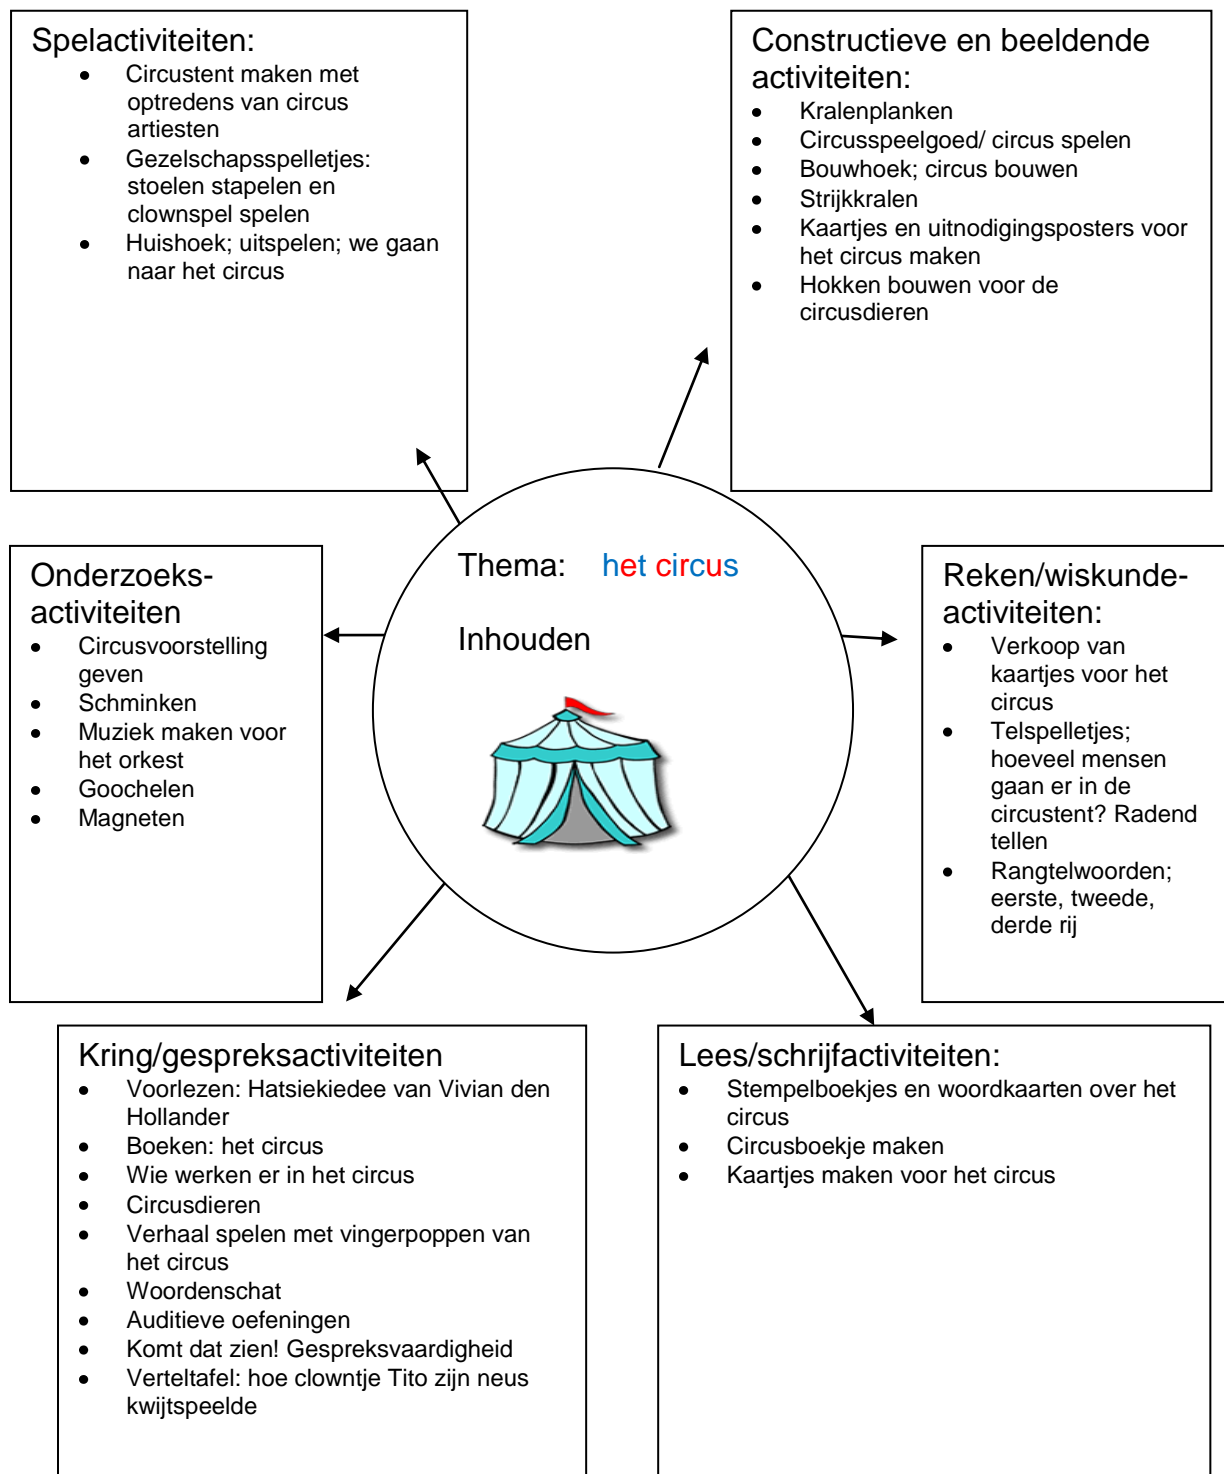 Spelactiviteiten:
• Circustent maken met
optredens van circus
artiesten
• Gezelschapsspelletjes:
stoelen stapelen en
clownspel spelen
• Huishoek; uitspelen; we gaan
naar het circus
Constructieve en beeldende
activiteiten:
• Kralenplanken
• Circusspeelgoed/ circus spelen
• Bouwhoek; circus bouwen
• Strijkkralen
• Kaartjes en uitnodigingsposters voor
het circus maken
• Hokken bouwen voor de
circusdieren
Thema: het circus
Inhouden
Onderzoeks-
activiteiten
• Circusvoorstelling
geven
• Schminken
• Muziek maken voor
het orkest
• Goochelen
• Magneten
Reken/wiskunde-
activiteiten:
• Verkoop van
kaartjes voor het
circus
• Telspelletjes;
hoeveel mensen
gaan er in de
circustent? Radend
tellen
• Rangtelwoorden;
eerste, tweede,
derde rij
Kring/gespreksactiviteiten
• Voorlezen: Hatsiekiedee van Vivian den
Hollander
• Boeken: het circus
• Wie werken er in het circus
• Circusdieren
• Verhaal spelen met vingerpoppen van
het circus
• Woordenschat
• Auditieve oefeningen
• Komt dat zien! Gespreksvaardigheid
• Verteltafel: hoe clowntje Tito zijn neus
kwijtspeelde
Lees/schrijfactiviteiten:
• Stempelboekjes en woordkaarten over het
circus
• Circusboekje maken
• Kaartjes maken voor het circus